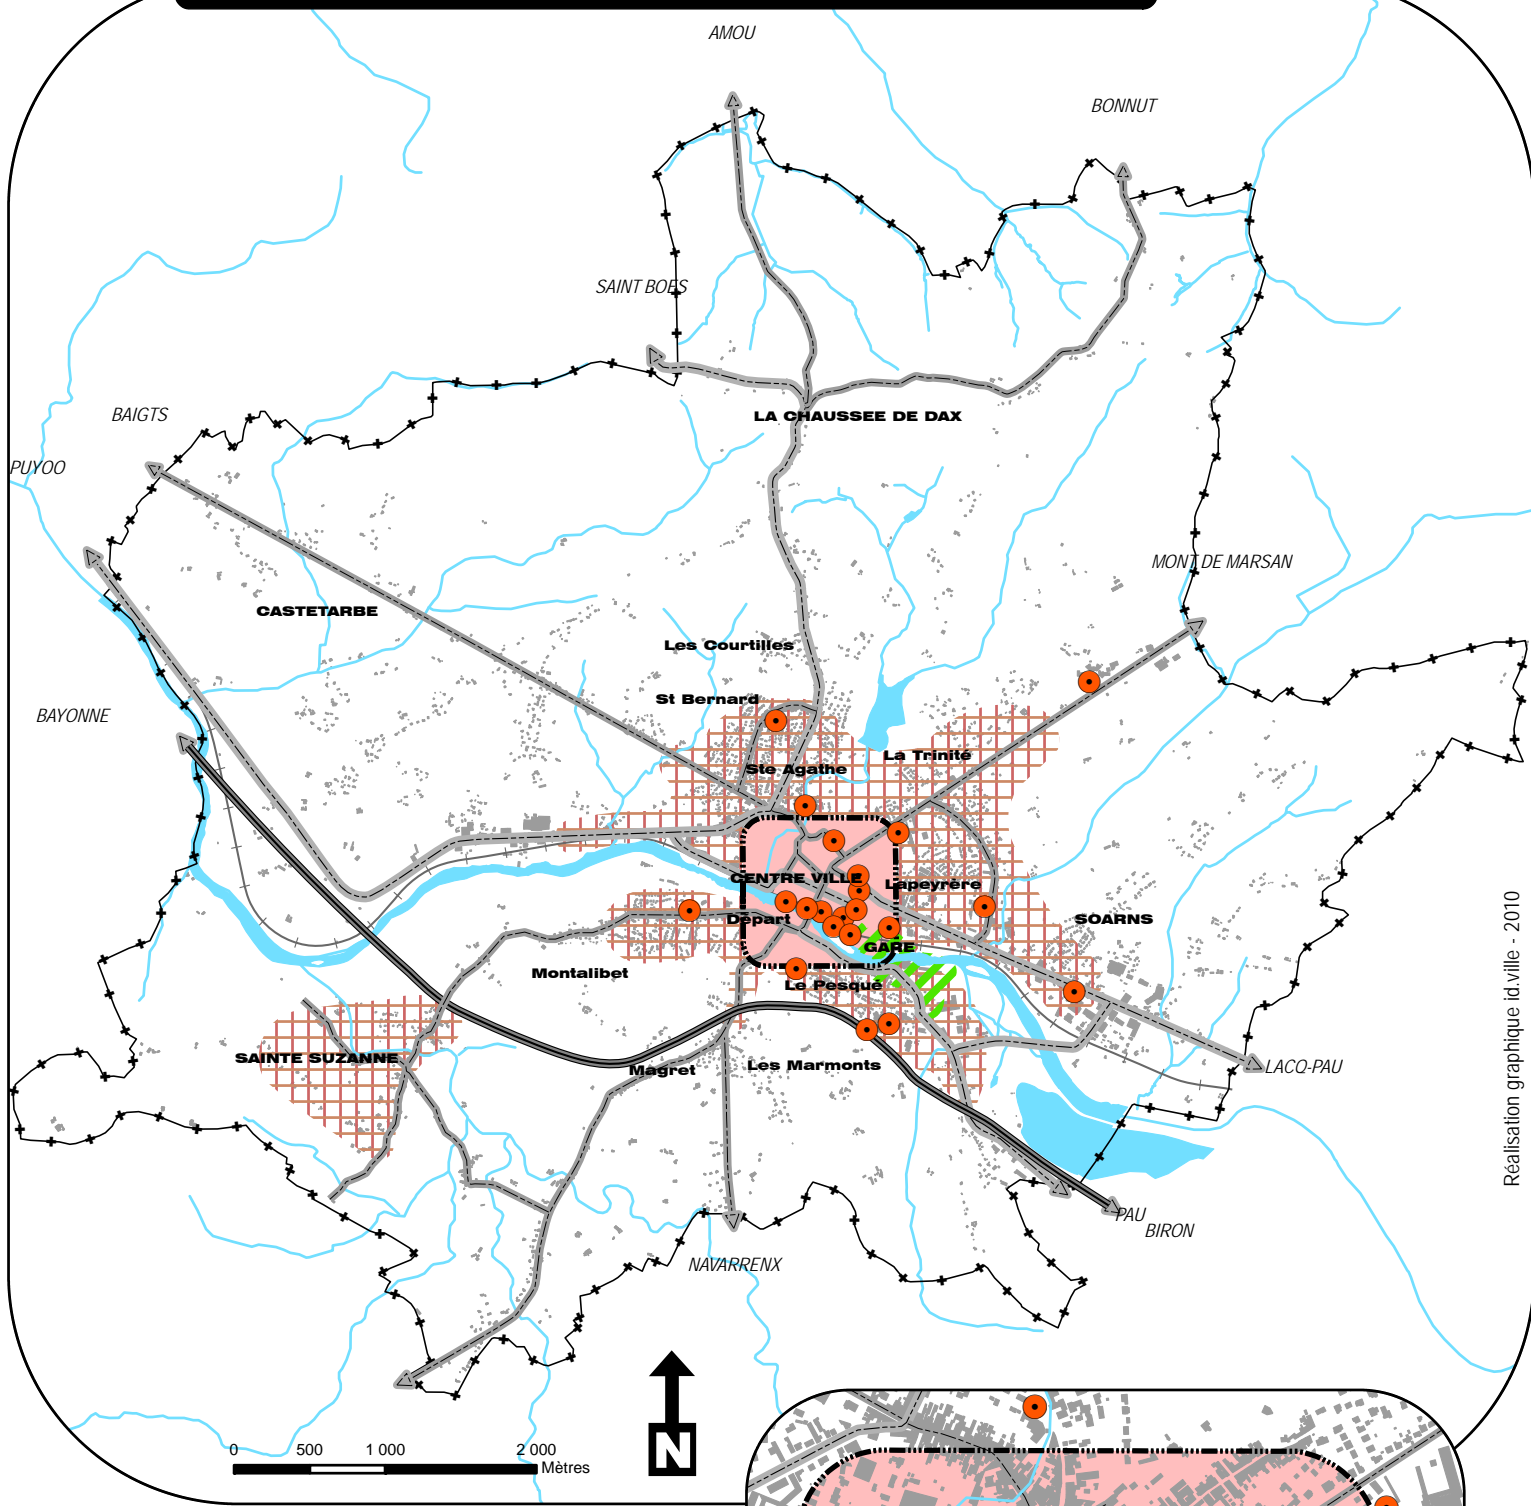 AMOU
BONNUT
SAINT BOES
BAIGTS
LA CHAUSSEE DE DAX
PUYOO
MONT DE MARSAN
CASTETARBE
Les Courtilles
St Bernard
BAYONNE
La Trinité
Ste Agathe
CENTRE VILLE
Lapeyrère
Départ
SOARNS
GARE
Montalibet
Le Pesqué
SAINTE SUZANNE
Magret
Les Marmonts
LACQ-PAU
PAU
BIRON
NAVARRENX
Réalisation graphique id.ville - 2010
0 500 1 000 2 000
Mètres
N